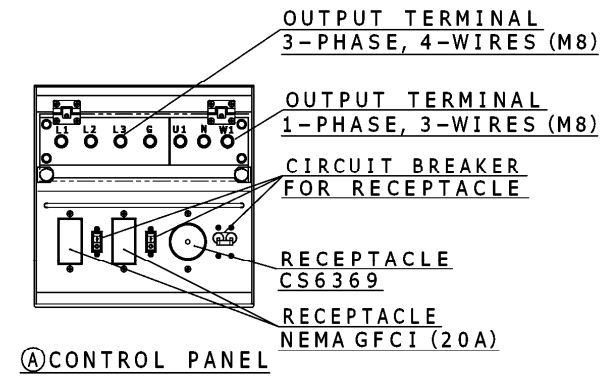 OUTPUT TERMINAL
3-PHASE, 4-WIRES (M8)
OUTPUT TERMINAL
1-PHASE, 3-WIRES (M8)
L1 L2 L3 G U1 N W1
CIRCUIT BREAKER
FOR RECEPTACLE
RECEPTACLE
CS6369
RECEPTACLE
NEMA GFCI (20A)
Ⓐ CONTROL PANEL